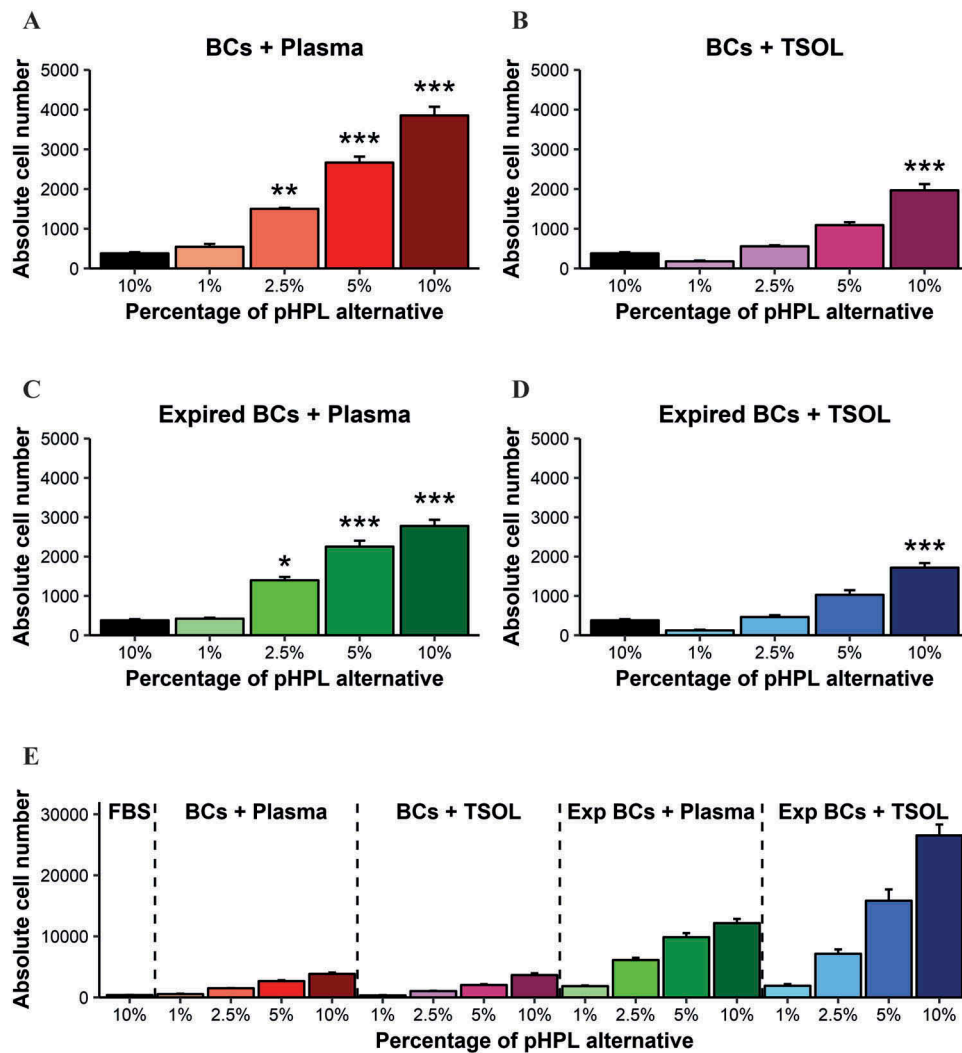 A
BCs + Plasma
Absolute cell number
5000
4000
3000
2000
1000
0
** *** ***
10% 1% 2.5% 5% 10%
Percentage of pHPL alternative
B
BCs + TSOL
Absolute cell number
5000
4000
3000
2000
1000
0
***
10% 1% 2.5% 5% 10%
Percentage of pHPL alternative
C
Expired BCs + Plasma
Absolute cell number
5000
4000
3000
2000
1000
0
* *** ***
10% 1% 2.5% 5% 10%
Percentage of pHPL alternative
D
Expired BCs + TSOL
Absolute cell number
5000
4000
3000
2000
1000
0
***
10% 1% 2.5% 5% 10%
Percentage of pHPL alternative
E
Absolute cell number
30000
20000
10000
0
FBS BCs + Plasma BCs + TSOL Exp BCs + Plasma Exp BCs + TSOL
10% 1% 2.5% 5% 10% 1% 2.5% 5% 10% 1% 2.5% 5% 10% 1% 2.5% 5% 10%
Percentage of pHPL alternative